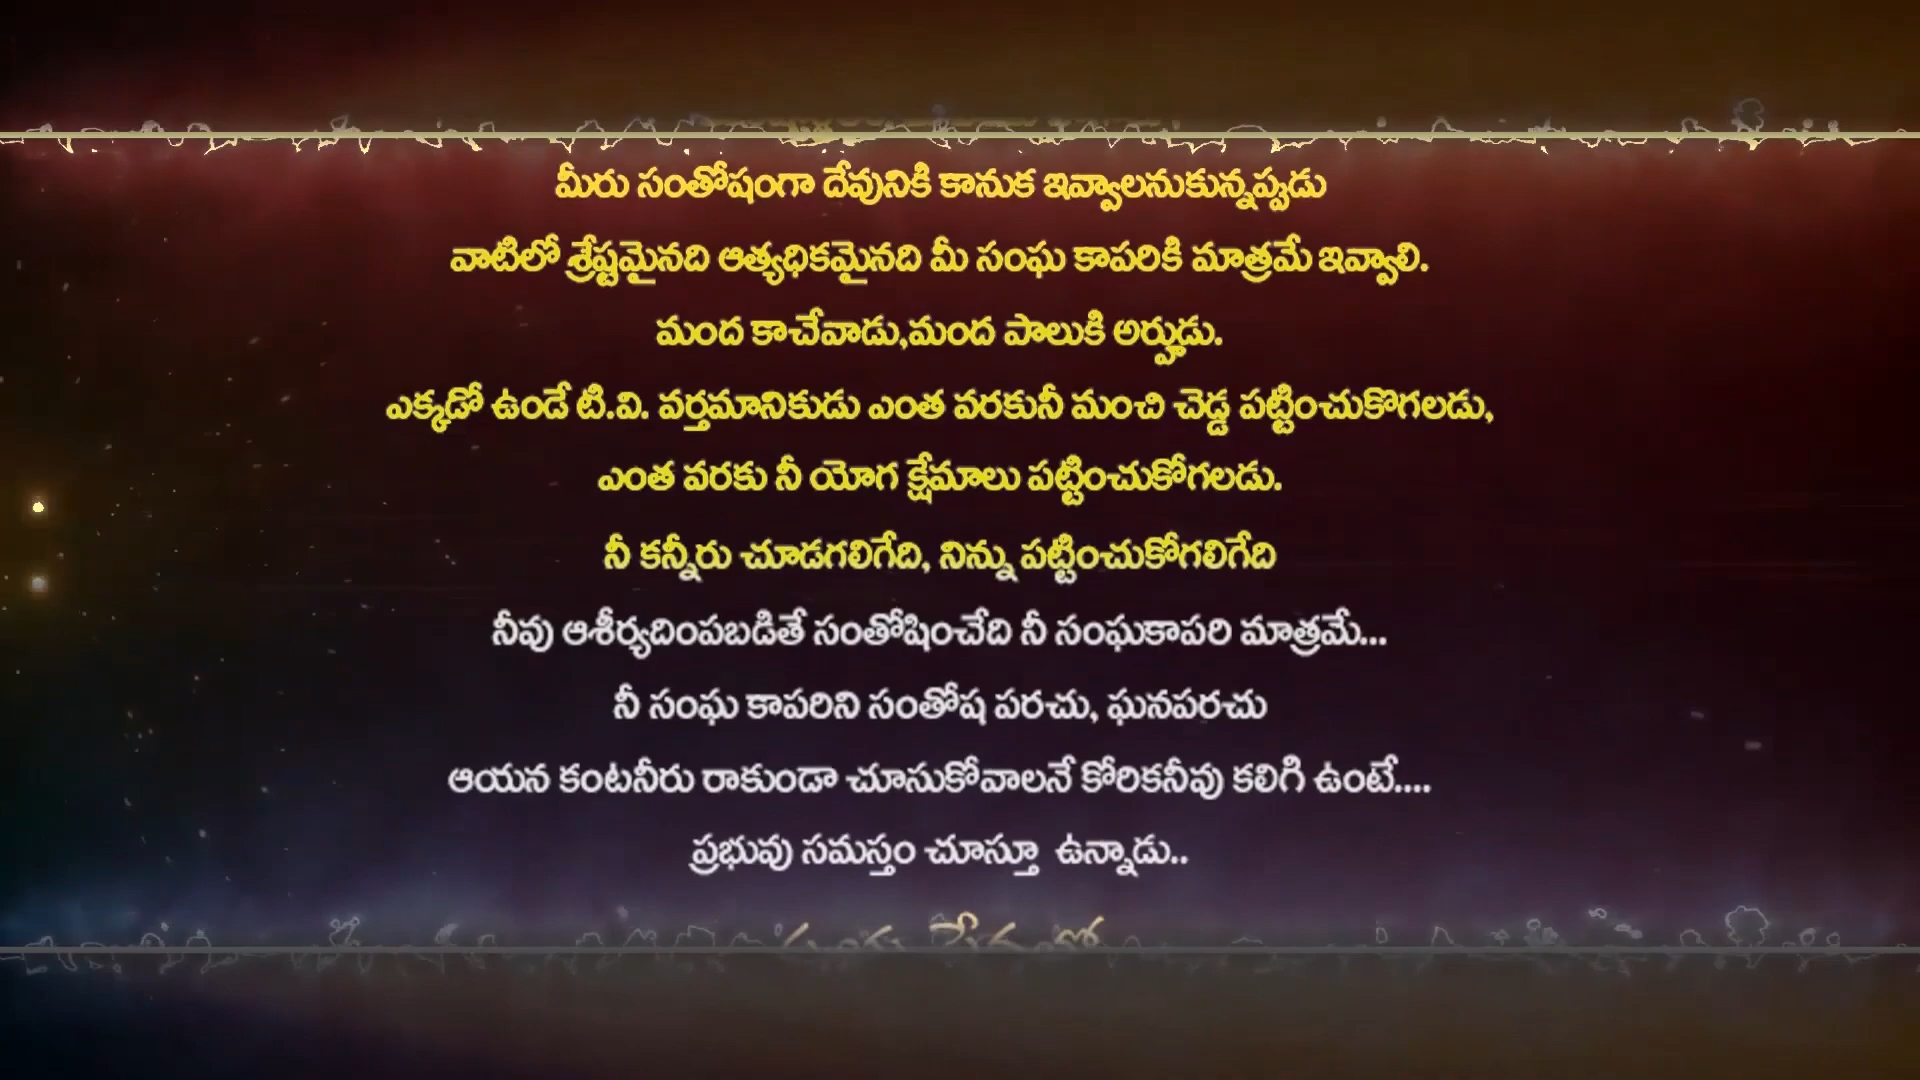 మీరు సంతోషంగా దేవునికి కానుక ఇవ్వాలనుకున్నప్పుడు
వాటిలో శ్రేష్టమైనది ఆత్యధికమైనది మీ సంఘ కాపరికి మాత్రమే ఇవ్వాలి.
మంద కాచేవాడు,మంద పాలుకి అర్హుడు.
ఎక్కడో ఉండే టి.వి. వర్తమానికుడు ఎంత వరకునీ మంచి చెడ్డ పట్టించుకొగలడు,
ఎంత వరకు నీ యోగ క్షేమాలు పట్టించుకోగలడు.
నీ కన్నీరు చూడగలిగేది, నిన్ను పట్టించుకోగలిగేది
నీవు ఆశీర్యదింపబడితే సంతోషించేది నీ సంఘకాపరి మాత్రమే...
నీ సంఘ కాపరిని సంతోష పరచు, ఘనపరచు
ఆయన కంటనీరు రాకుండా చూసుకోవాలనే కోరికనీవు కలిగి ఉంటే....
ప్రభువు సమస్తం చూస్తూ ఉన్నాడు..